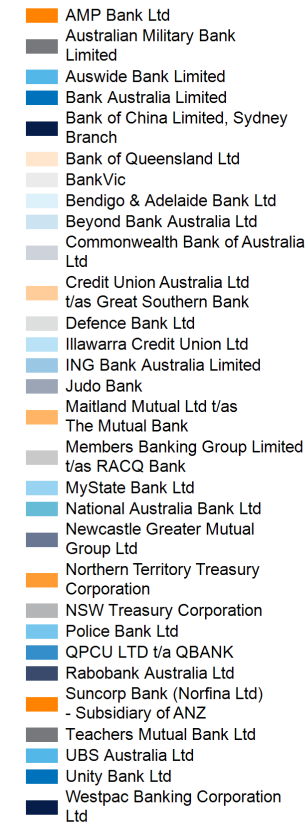 AMP Bank Ltd
Australian Military Bank
Limited
Auswide Bank Limited
Bank Australia Limited
Bank of China Limited, Sydney
Branch
Bank of Queensland Ltd
BankVic
Bendigo & Adelaide Bank Ltd
Beyond Bank Australia Ltd
Commonwealth Bank of Australia
Ltd
Credit Union Australia Ltd
t/as Great Southern Bank
Defence Bank Ltd
Illawarra Credit Union Ltd
ING Bank Australia Limited
Judo Bank
Maitland Mutual Ltd t/as
The Mutual Bank
Members Banking Group Limited
t/as RACQ Bank
MyState Bank Ltd
National Australia Bank Ltd
Newcastle Greater Mutual
Group Ltd
Northern Territory Treasury
Corporation
NSW Treasury Corporation
Police Bank Ltd
QPCU LTD t/a QBANK
Rabobank Australia Ltd
Suncorp Bank (Norfina Ltd)
- Subsidiary of ANZ
Teachers Mutual Bank Ltd
UBS Australia Ltd
Unity Bank Ltd
Westpac Banking Corporation
Ltd